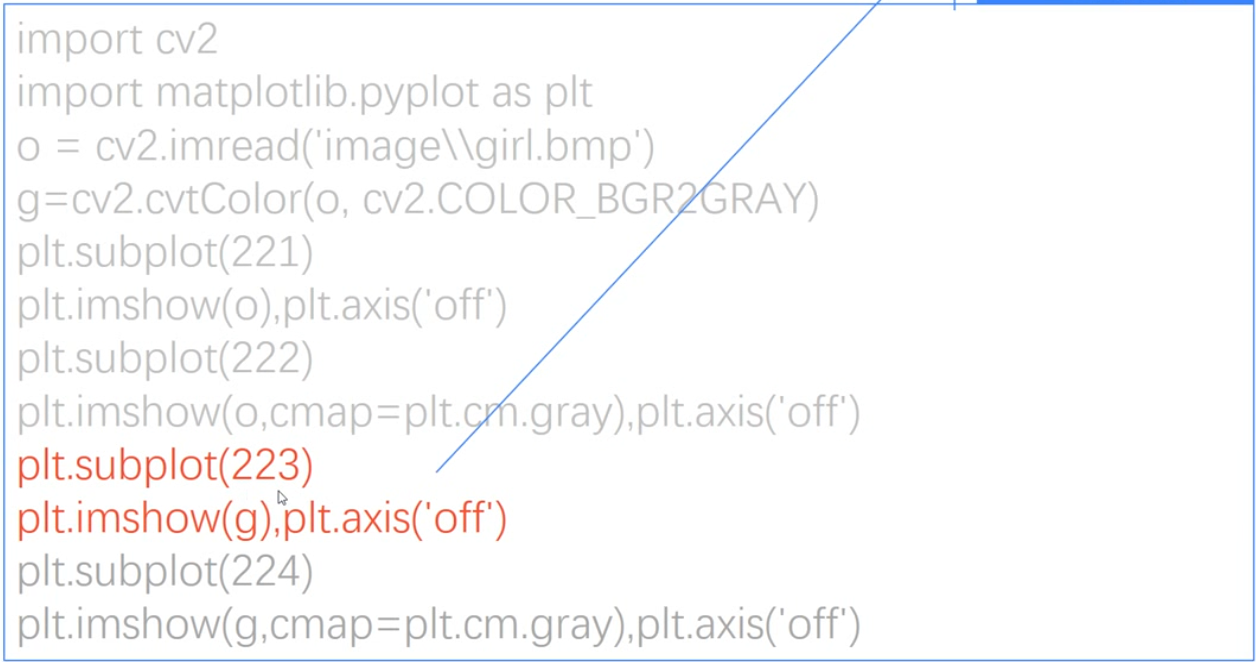 import cv2
import matplotlib.pyplot as plt
o = cv2.imread('image\\girl.bmp')
g=cv2.cvtColor(o, cv2.COLOR_BGR2GRAY)
plt.subplot(221)
plt.imshow(o),plt.axis('off')
plt.subplot(222)
plt.imshow(o,cmap=plt.cm.gray),plt.axis('off')
plt.subplot(223)
plt.imshow(g),plt.axis('off')
plt.subplot(224)
plt.imshow(g,cmap=plt.cm.gray),plt.axis('off')